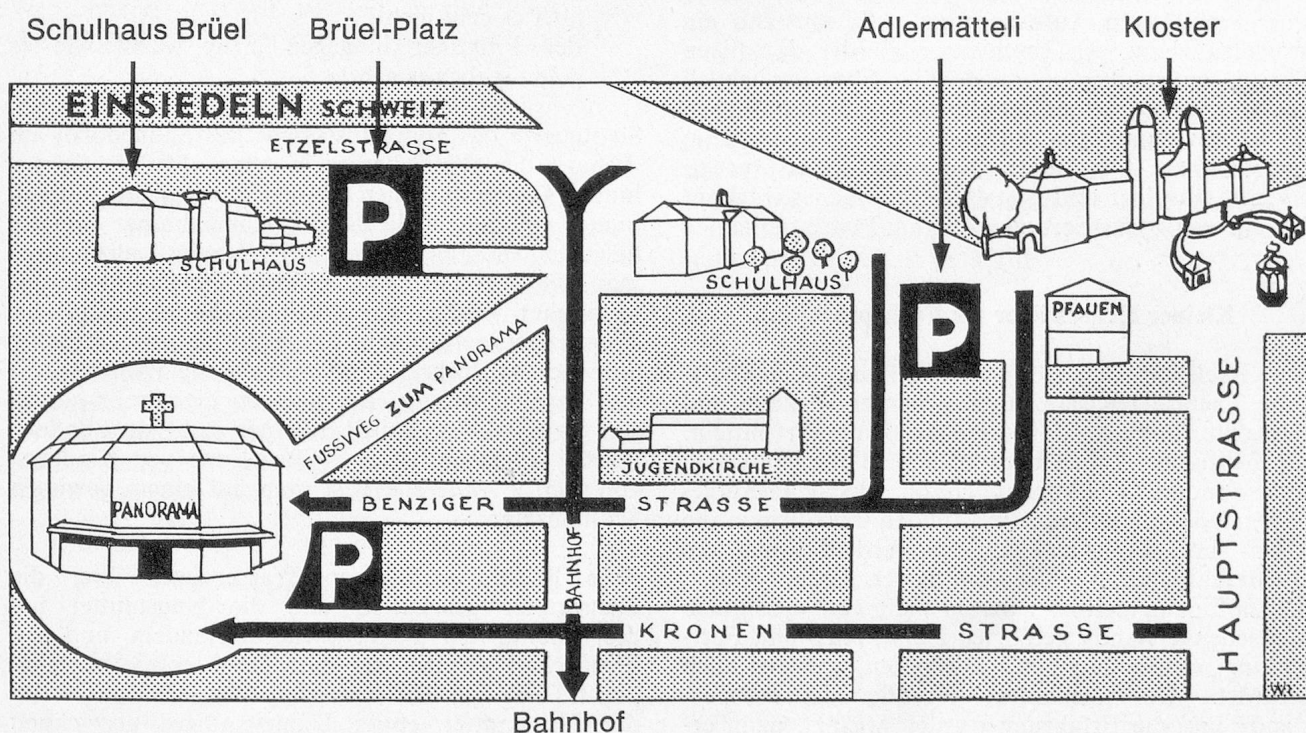 Schulhaus Brüel
Brüel-Platz
Adlermätteli
Kloster
EINSIEDELN SCHWEIZ
ETZELSTRASSE
P
SCHULHAUS
SCHULHAUS
P
PFAUEN
FUSSWEG ZUM PANORAMA
HAUPTSTRASSE
JUGENDKIRCHE
PANORAMA
BENZIGER STRASSE
P
BAHNHOF
KRONEN STRASSE
Bahnhof